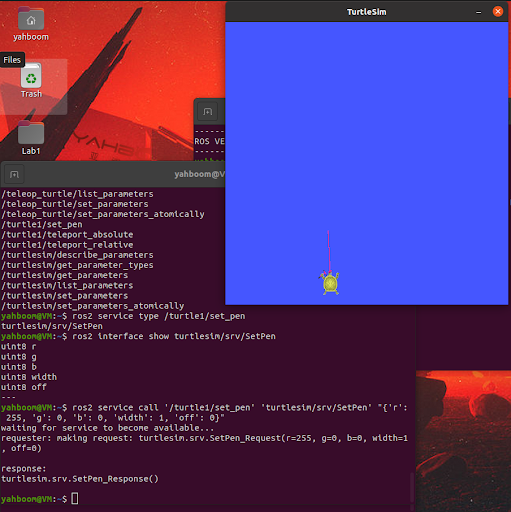 TurtleSim
yahboom
Files
Trash
Lab1
YAHB
ROS VE
yahboom@V
/teleop_turtle/list_parameters
/teleop_turtle/set_parameters
/teleop_turtle/set_parameters_atomically
/turtle1/set_pen
/turtle1/teleport_absolute
/turtle1/teleport_relative
/turtlesim/describe_parameters
/turtlesim/get_parameter_types
/turtlesim/get_parameters
/turtlesim/list_parameters
/turtlesim/set_parameters
/turtlesim/set_parameters_atomically
yahboom@VM:~$ ros2 service type /turtle1/set_pen
turtlesim/srv/SetPen
yahboom@VM:~$ ros2 interface show turtlesim/srv/SetPen
uint8 r
uint8 g
uint8 b
uint8 width
uint8 off
---
yahboom@VM:~$ ros2 service call '/turtle1/set_pen' 'turtlesim/srv/SetPen' "{'r':
 255, 'g': 0, 'b': 0, 'width': 1, 'off': 0}"
waiting for service to become available...
requester: making request: turtlesim.srv.SetPen_Request(r=255, g=0, b=0, width=1
, off=0)
response:
turtlesim.srv.SetPen_Response()
yahboom@VM:~$